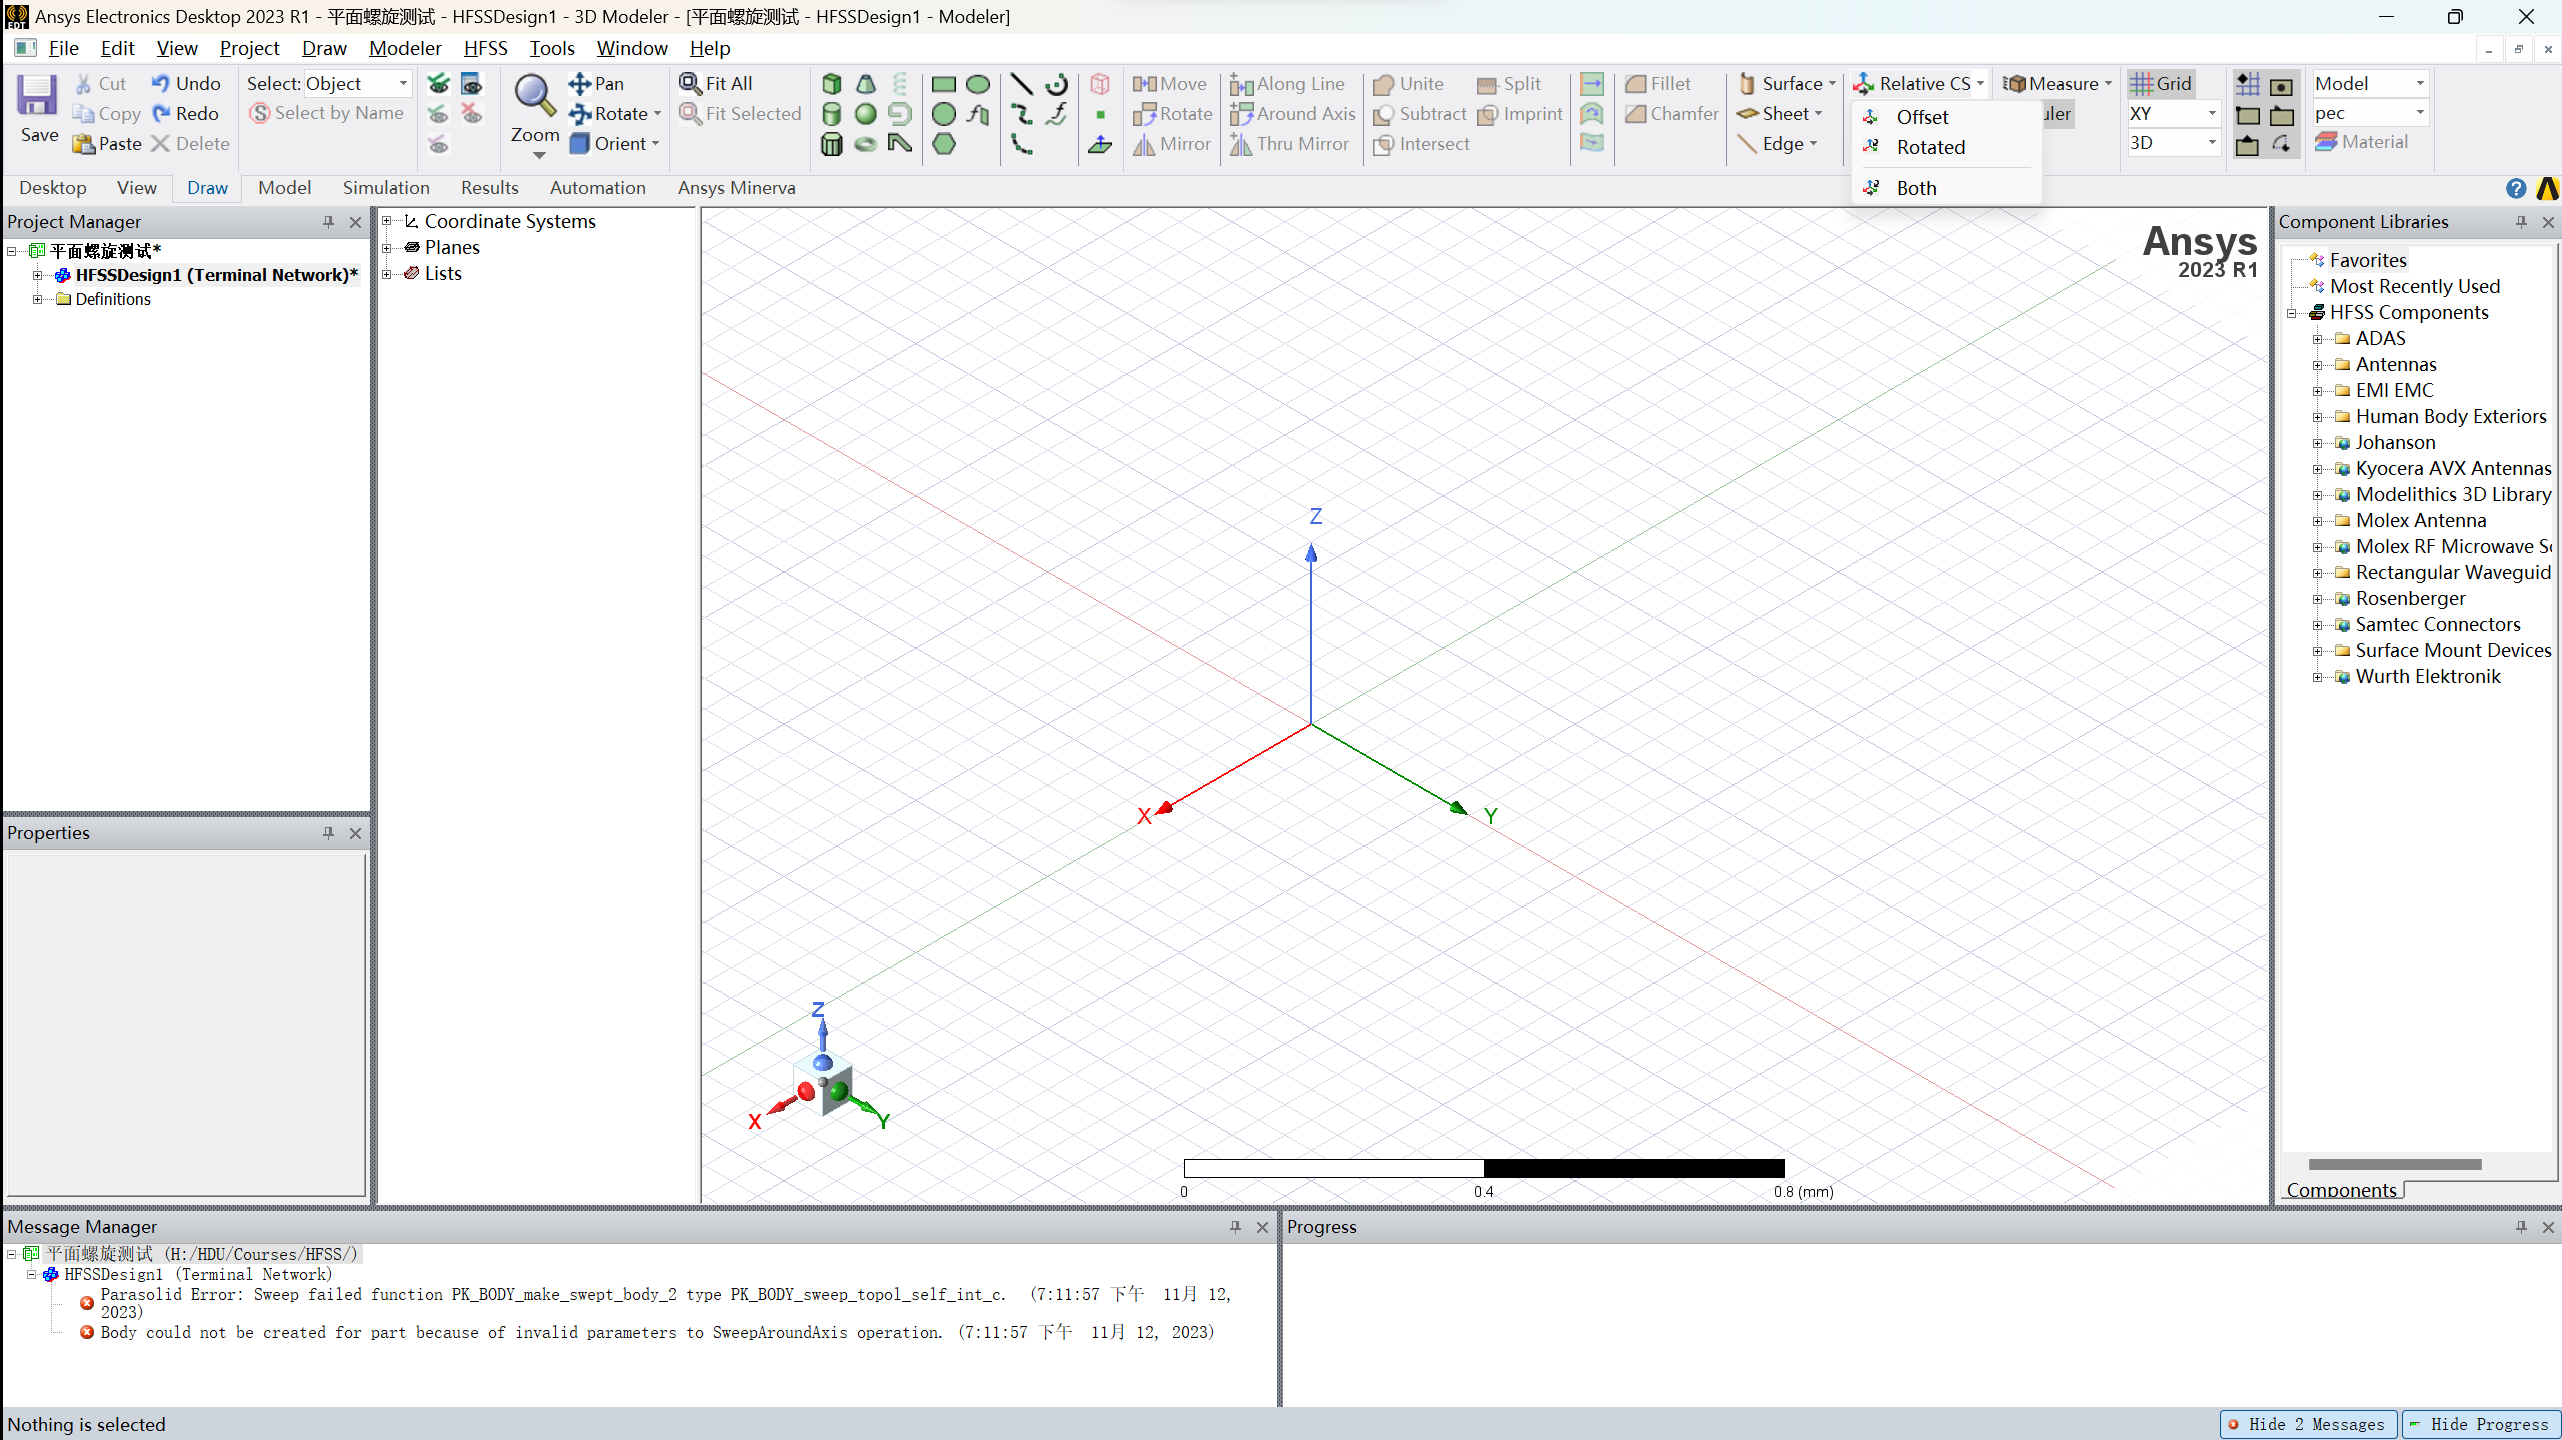 Ansys Electronics Desktop 2023 R1 - 平面螺旋测试 - HFSSDesign1 - 3D Modeler - [平面螺旋测试 - HFSSDesign1 - Modeler]
File Edit View Project Draw Modeler HFSS Tools Window Help
Save
Cut
Copy
Paste
Undo
Redo
Delete
Select: Object
Select by Name
Zoom
Pan
Rotate
Orient
Fit All
Fit Selected
Move
Rotate
Mirror
Along Line
Around Axis
Thru Mirror
Unite
Subtract
Intersect
Split
Imprint
Fillet
Chamfer
Surface
Sheet
Edge
Relative CS
Offset
Rotated
Both
Measure
uler
Grid
XY
3D
Model
pec
Material
Desktop View Draw Model Simulation Results Automation Ansys Minerva
Project Manager
平面螺旋测试*
HFSSDesign1 (Terminal Network)*
Definitions
Properties
Coordinate Systems
Planes
Lists
Ansys
2023 R1
Z
X
Y
Z
X
Y
0 0.4 0.8 (mm)
Component Libraries
Favorites
Most Recently Used
HFSS Components
ADAS
Antennas
EMI EMC
Human Body Exteriors
Johanson
Kyocera AVX Antennas
Modelithics 3D Library
Molex Antenna
Molex RF Microwave S
Rectangular Waveguid
Rosenberger
Samtec Connectors
Surface Mount Devices
Wurth Elektronik
Components
Message Manager
平面螺旋测试 (H:/HDU/Courses/HFSS/)
HFSSDesign1 (Terminal Network)
Parasolid Error: Sweep failed function PK_BODY_make_swept_body_2 type PK_BODY_sweep_topol_self_int_c. (7:11:57 下午 11月 12,
2023)
Body could not be created for part because of invalid parameters to SweepAroundAxis operation. (7:11:57 下午 11月 12, 2023)
Progress
Nothing is selected
Hide 2 Messages
Hide Progress